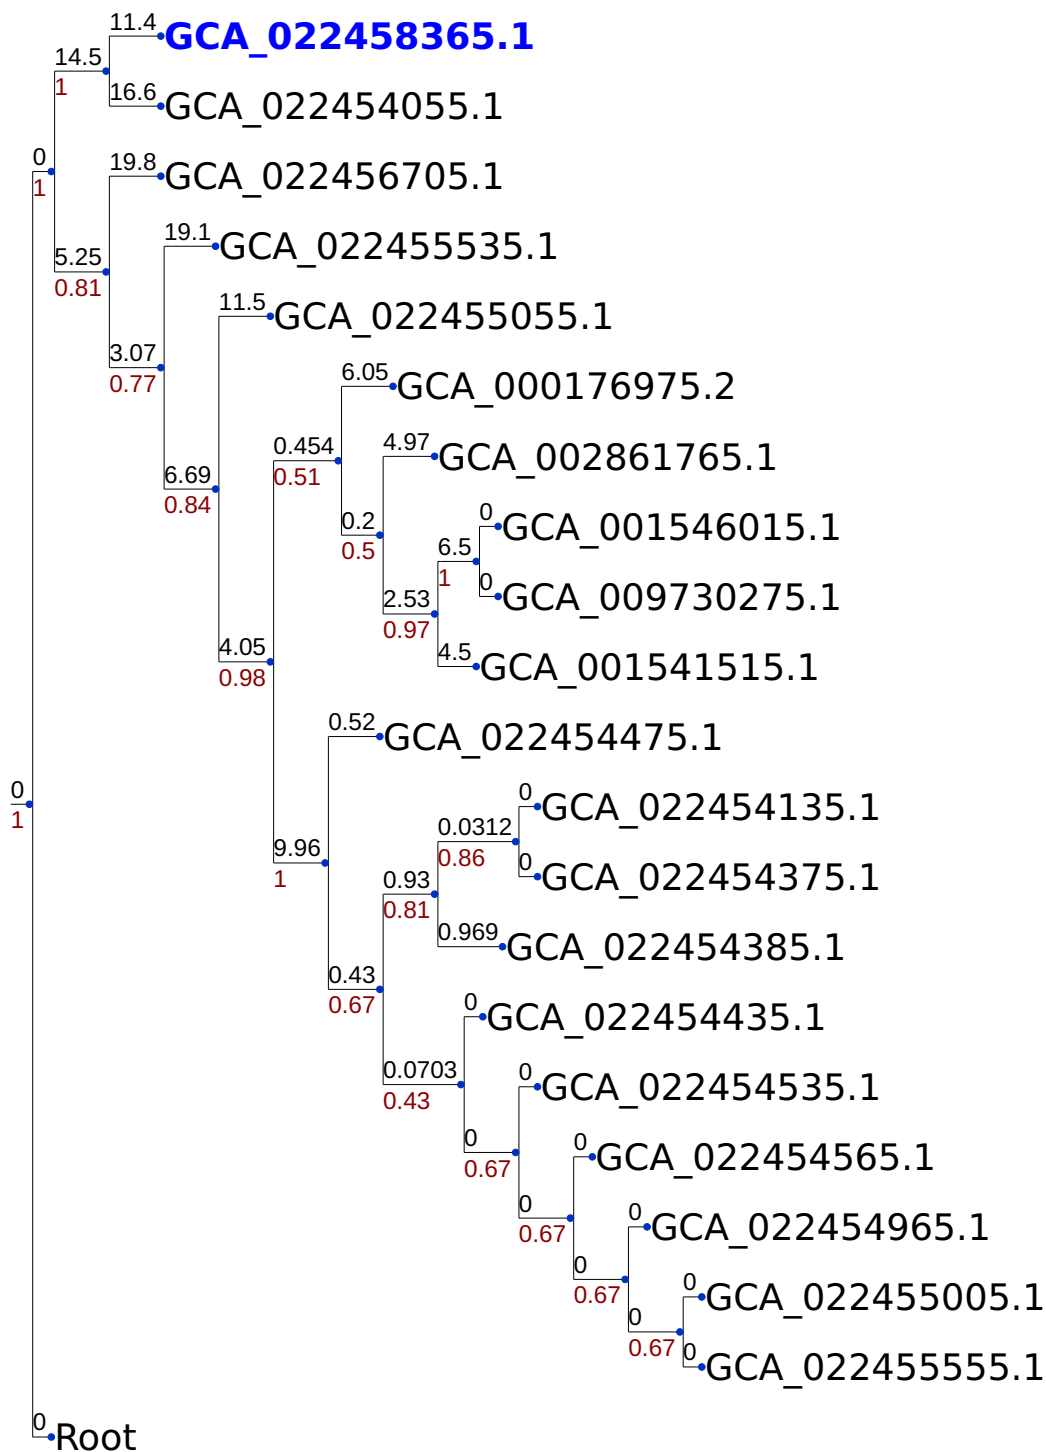 11.4
GCA_022458365.1
14.5
1
16.6
GCA_022454055.1
0
1
19.8
GCA_022456705.1
19.1
GCA_022455535.1
5.25
0.81
11.5
GCA_022455055.1
3.07
0.77
6.05
GCA_000176975.2
0.454
0.51
4.97
GCA_002861765.1
6.69
0.84
0
GCA_001546015.1
0.2
0.5
6.5
1
0
GCA_009730275.1
2.53
0.97
4.05
0.98
4.5
GCA_001541515.1
0.52
GCA_022454475.1
0
1
0
GCA_022454135.1
0.0312
0.86
9.96
1
0
GCA_022454375.1
0.93
0.81
0.969
GCA_022454385.1
0.43
0.67
0
GCA_022454435.1
0.0703
0.43
0
GCA_022454535.1
0
0.67
0
GCA_022454565.1
0
0.67
0
GCA_022454965.1
0
0.67
0
GCA_022455005.1
0
0.67
0
GCA_022455555.1
0
Root